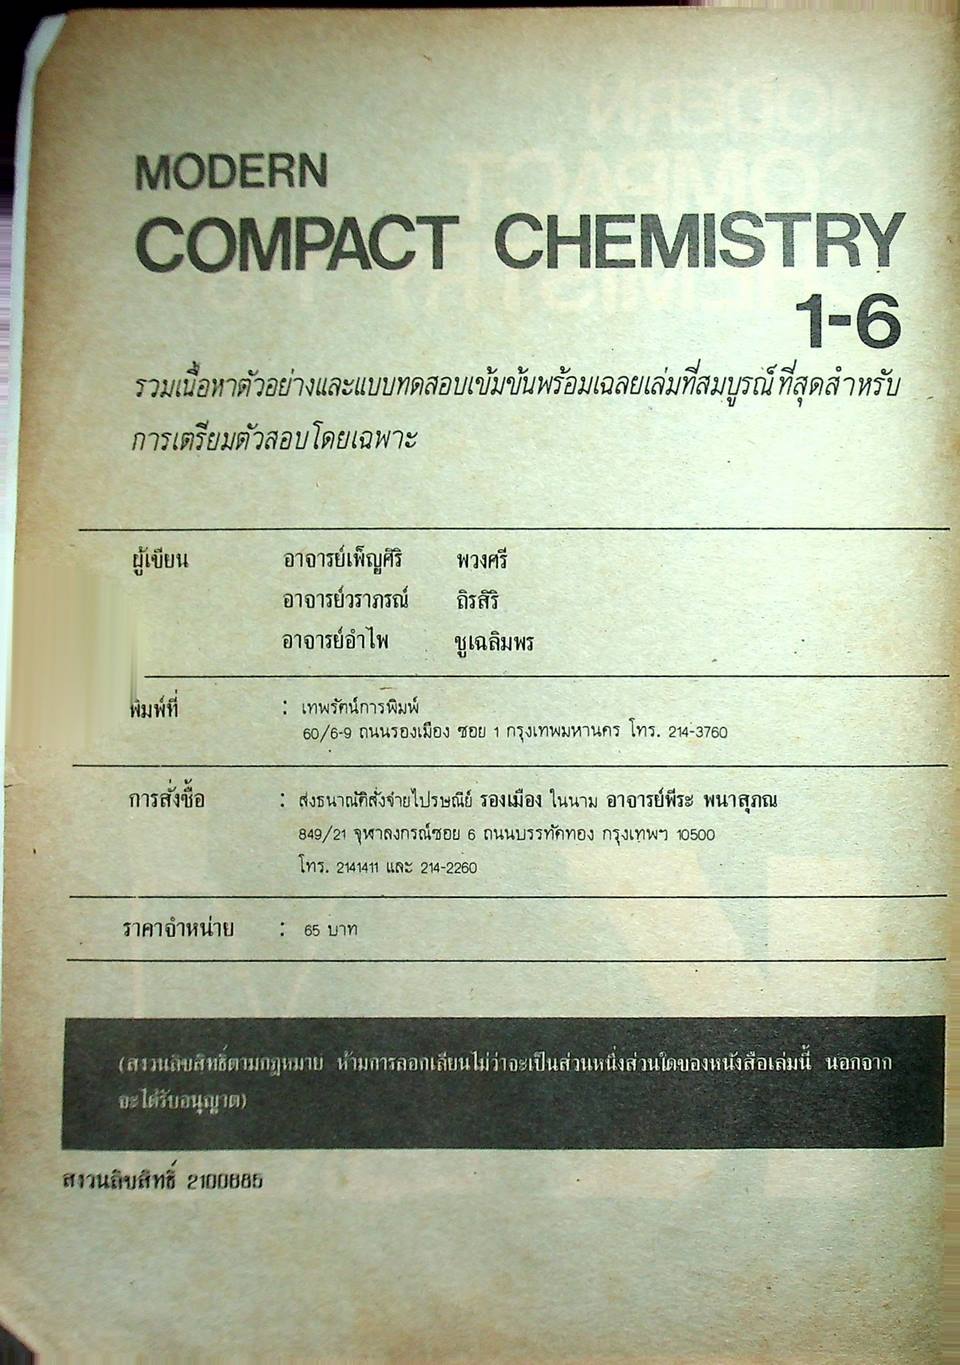 MODERN
COMPACT CHEMISTRY
1-6
รวมเนื้อหาตัวอย่างและแบบทดสอบเข้มข้นพร้อมเฉลยเล่มที่สมบูรณ์ที่สุดสำหรับ
การเตรียมตัวสอบโดยเฉพาะ
ผู้เขียน อาจารย์เพ็ญศิริ พวงศรี
อาจารย์วราภรณ์ ถิรสิริ
อาจารย์อำไพ ชูเฉลิมพร
พิมพ์ที่ : เทพรัตน์การพิมพ์
60/6-9 ถนนรองเมือง ซอย 1 กรุงเทพมหานคร โทร. 214-3760
การสั่งซื้อ : ส่งธนาณัติสั่งจ่ายไปรษณีย์ รองเมือง ในนาม อาจารย์พีระ พนาสุภณ
849/21 จุฬาลงกรณ์ซอย 6 ถนนบรรทัดทอง กรุงเทพฯ 10500
โทร. 2141411 และ 214-2260
ราคาจำหน่าย : 65 บาท
(สงวนลิขสิทธิ์ตามกฎหมาย ห้ามการลอกเลียนไม่ว่าจะเป็นส่วนหนึ่งส่วนใดของหนังสือเล่มนี้ นอกจาก
จะได้รับอนุญาต)
สงวนลิขสิทธิ์ 2100885